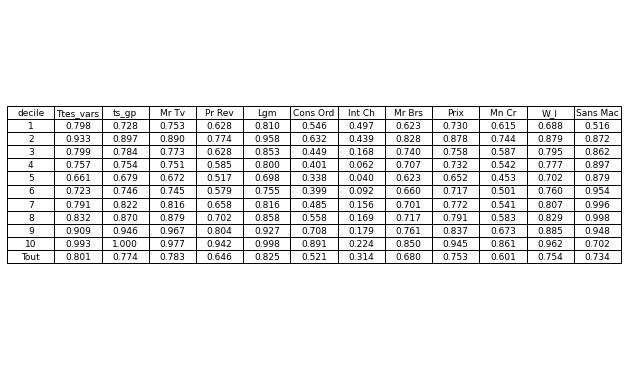 decile Ttes_vars ts_gp Mr Tv Pr Rev Lgm Cons Ord Int Ch Mr Brs Prix Mn Cr W_I Sans Mac
1 0.798 0.728 0.753 0.628 0.810 0.546 0.497 0.623 0.730 0.615 0.688 0.516
2 0.933 0.897 0.890 0.774 0.958 0.632 0.439 0.828 0.878 0.744 0.879 0.872
3 0.799 0.784 0.773 0.628 0.853 0.449 0.168 0.740 0.758 0.587 0.795 0.862
4 0.757 0.754 0.751 0.585 0.800 0.401 0.062 0.707 0.732 0.542 0.777 0.897
5 0.661 0.679 0.672 0.517 0.698 0.338 0.040 0.623 0.652 0.453 0.702 0.879
6 0.723 0.746 0.745 0.579 0.755 0.399 0.092 0.660 0.717 0.501 0.760 0.954
7 0.791 0.822 0.816 0.658 0.816 0.485 0.156 0.701 0.772 0.541 0.807 0.996
8 0.832 0.870 0.879 0.702 0.858 0.558 0.169 0.717 0.791 0.583 0.829 0.998
9 0.909 0.946 0.967 0.804 0.927 0.708 0.179 0.761 0.837 0.673 0.885 0.948
10 0.993 1.000 0.977 0.942 0.998 0.891 0.224 0.850 0.945 0.861 0.962 0.702
Tout 0.801 0.774 0.783 0.646 0.825 0.521 0.314 0.680 0.753 0.601 0.754 0.734